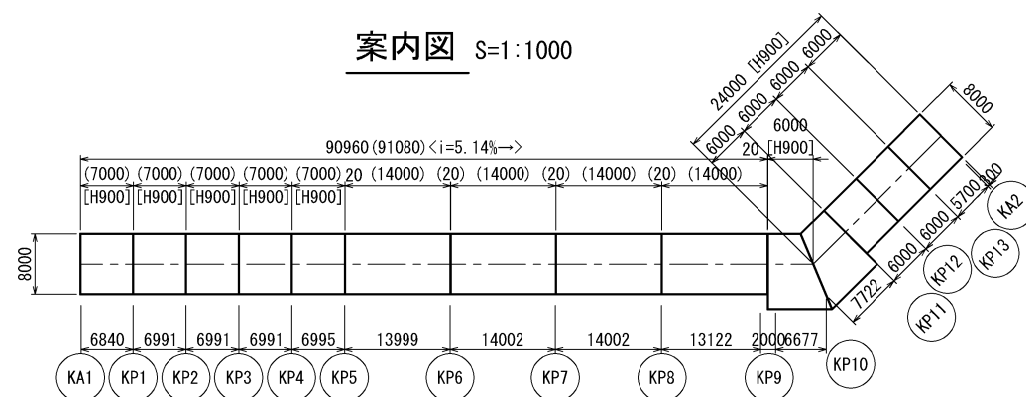 案内図 S=1:1000
24000 [H900]
6000 6000 6000 6000
8000
90960(91080)<i=5.14%→>
20 6000
[H900]
(7000) (7000) (7000) (7000) (7000) 20 (14000) (20) (14000) (20) (14000) (20) (14000)
[H900] [H900] [H900] [H900] [H900]
8000
7722 6000 6000 5700 300
6840 6991 6991 6991 6995 13999 14002 14002 13122 2000 6677
KA1 KP1 KP2 KP3 KP4 KP5 KP6 KP7 KP8 KP9 KP10
KP11 KP12 KP13 KA2